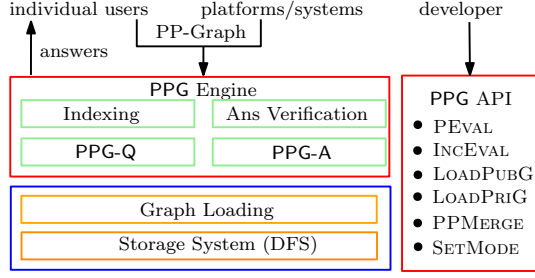 individual users platforms/systems developer
PP-Graph
answers
PPG Engine
Indexing Ans Verification
PPG-Q PPG-A
Graph Loading
Storage System (DFS)
PPG API
• PEVAL
• INCEVAL
• LOADPUBG
• LOADPRIG
• PPMERGE
• SETMODE